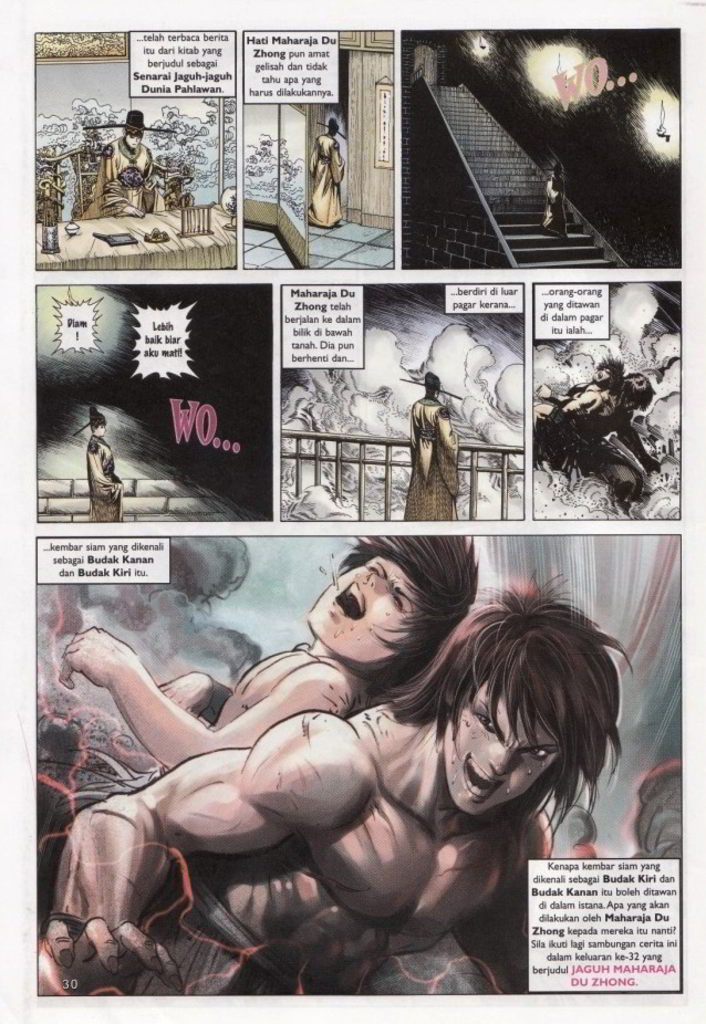 ...telah terbaca berita
itu dari kitab yang
berjudul sebagai
Senarai Jaguh-jaguh
Dunia Pahlawan.
Hati Maharaja Du
Zhong pun amat
gelisah dan tidak
tahu apa yang
harus dilakukannya.
WO...
Diam
!
Lebih
baik biar
aku mati!
WO...
Maharaja Du
Zhong telah
berjalan ke dalam
bilik di bawah
tanah. Dia pun
berhenti dan...
...berdiri di luar
pagar kerana...
...orang-orang
yang ditawan
di dalam penjara
itu ialah...
...kembar siam yang dikenali
sebagai Budak Kanan
dan Budak Kiri itu.
Kenapa kembar siam yang
dikenali sebagai Budak Kiri dan
Budak Kanan itu boleh ditawan
di dalam istana. Apa yang akan
dilakukan oleh Maharaja Du
Zhong kepada mereka itu nanti?
Sila ikuti lagi sambungan cerita ini
dalam keluaran ke-32 yang
berjudul JAGUH MAHARAJA
DU ZHONG.
30